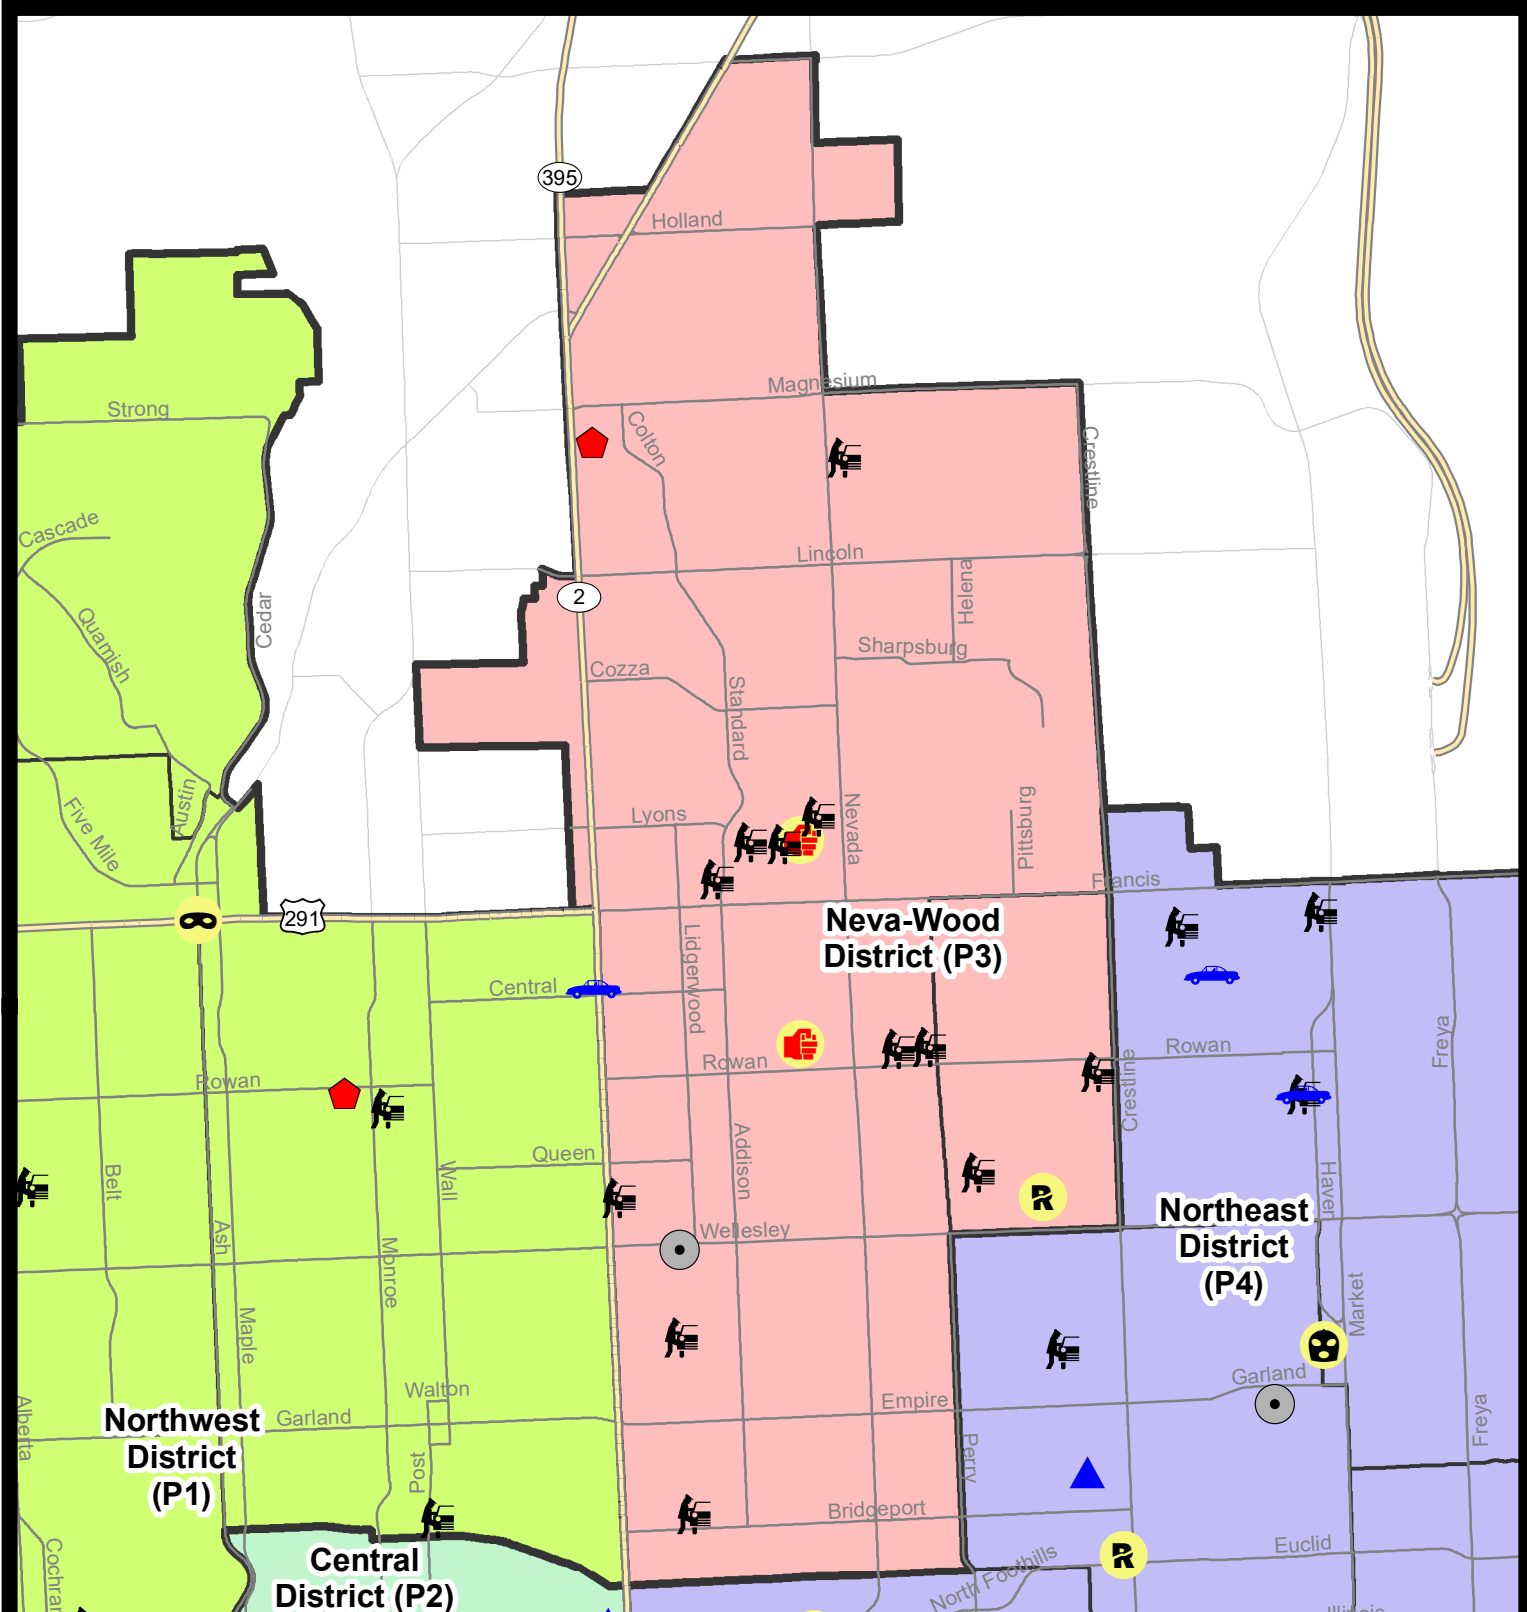 395
Holland
Magnesium
Strong
Colton
Crestline
Cascade
Lincoln
Helena
2
Cedar
Quamish
Sharpsburg
Cozza
Standard
Austin
Five Mile
Lyons
Nevada
Pittsburg
Francis
291
Neva-Wood
District (P3)
Lidgerwood
Central
Freya
Rowan
Rowan
Rowan
Crestline
Addison
Queen
Belt
Wall
Haven
Ash
Wellesley
Northeast
District
(P4)
Monroe
Maple
Market
Garland
Walton
Empire
Alberta
Northwest
District
(P1)
Garland
Freya
Perry
Post
Bridgeport
R
R
Euclid
Central
District (P2)
North Foothills